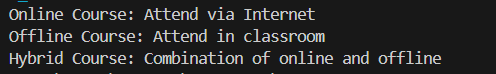 Online Course: Attend via Internet
Offline Course: Attend in classroom
Hybrid Course: Combination of online and offline